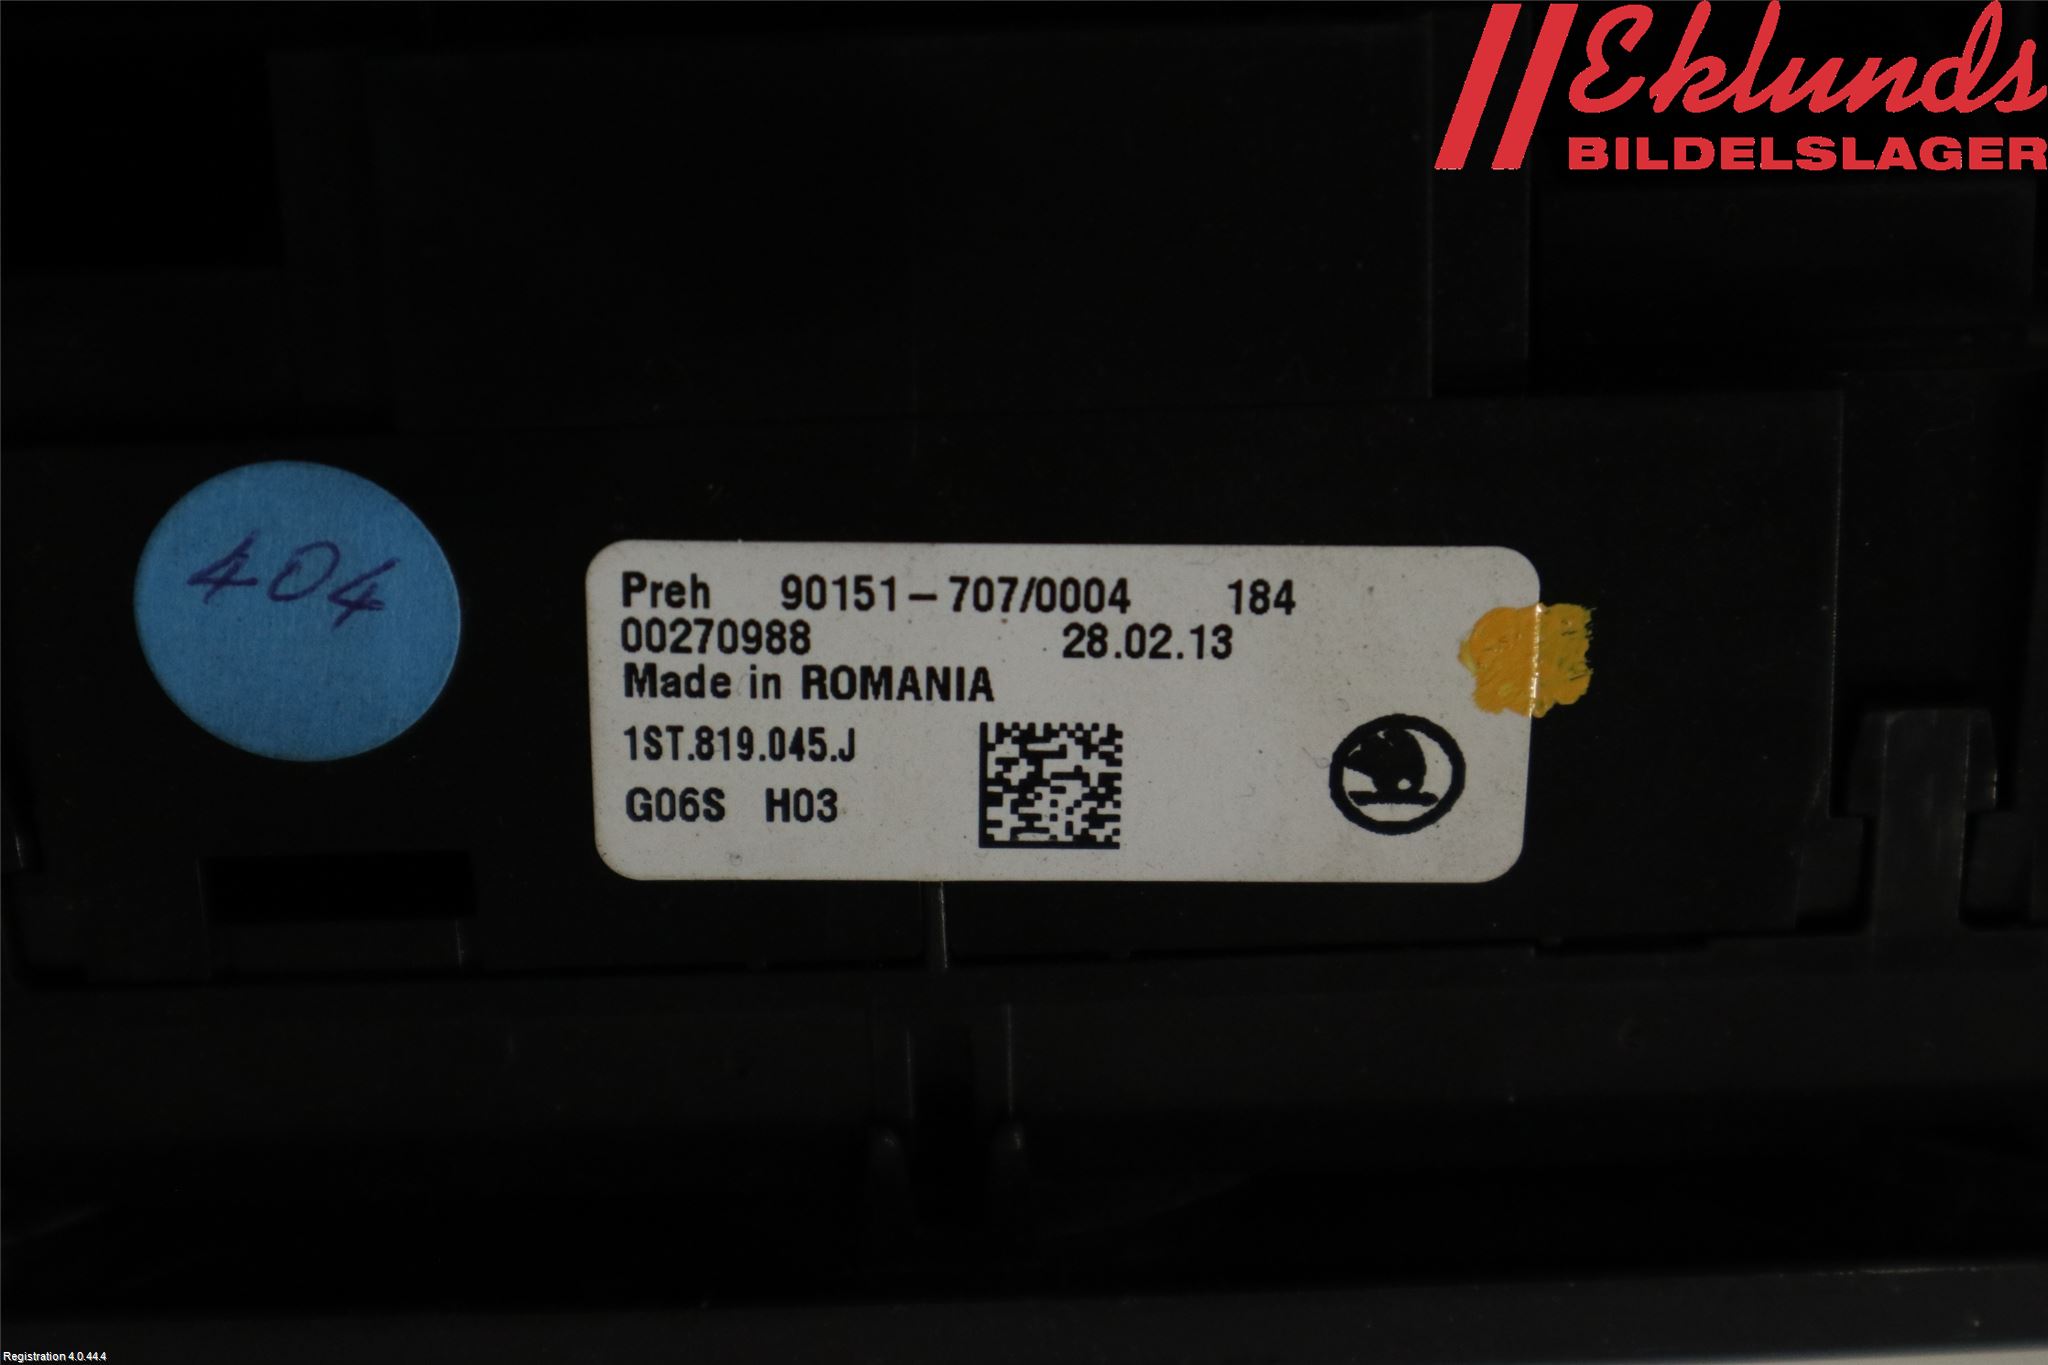 Eklunds
BILDELSLAGER
404
Preh 90151-707/0004 184
00270988 28.02.13
Made in ROMANIA
1ST.819.045.J
G06S H03
Registration 4.0.44.4